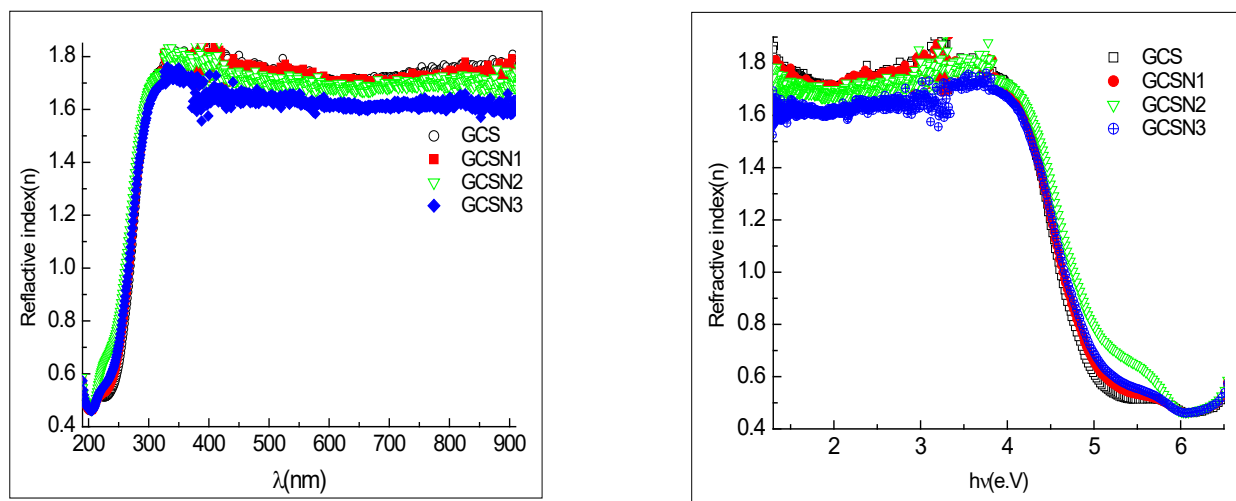 Reflactive index(n)
1.8
1.6
1.4
1.2
1.0
0.8
0.6
0.4
200 300 400 500 600 700 800 900
λ(nm)
GCS
GCSN1
GCSN2
GCSN3
Refractive index(n)
1.8
1.6
1.4
1.2
1.0
0.8
0.6
0.4
2 3 4 5 6
hν(e.V)
GCS
GCSN1
GCSN2
GCSN3